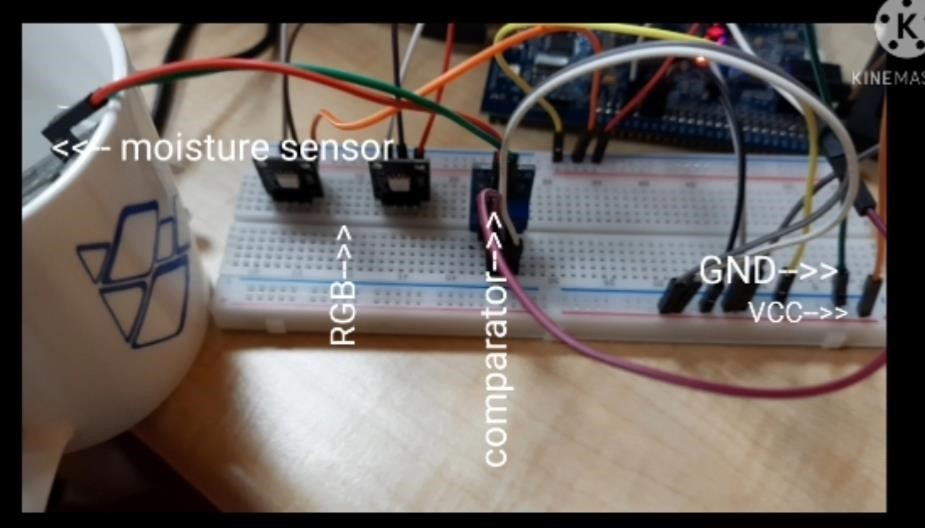 KINEMAS
<<-- moisture sensor
RGB-->>
comparator-->>
GND-->>
VCC-->>